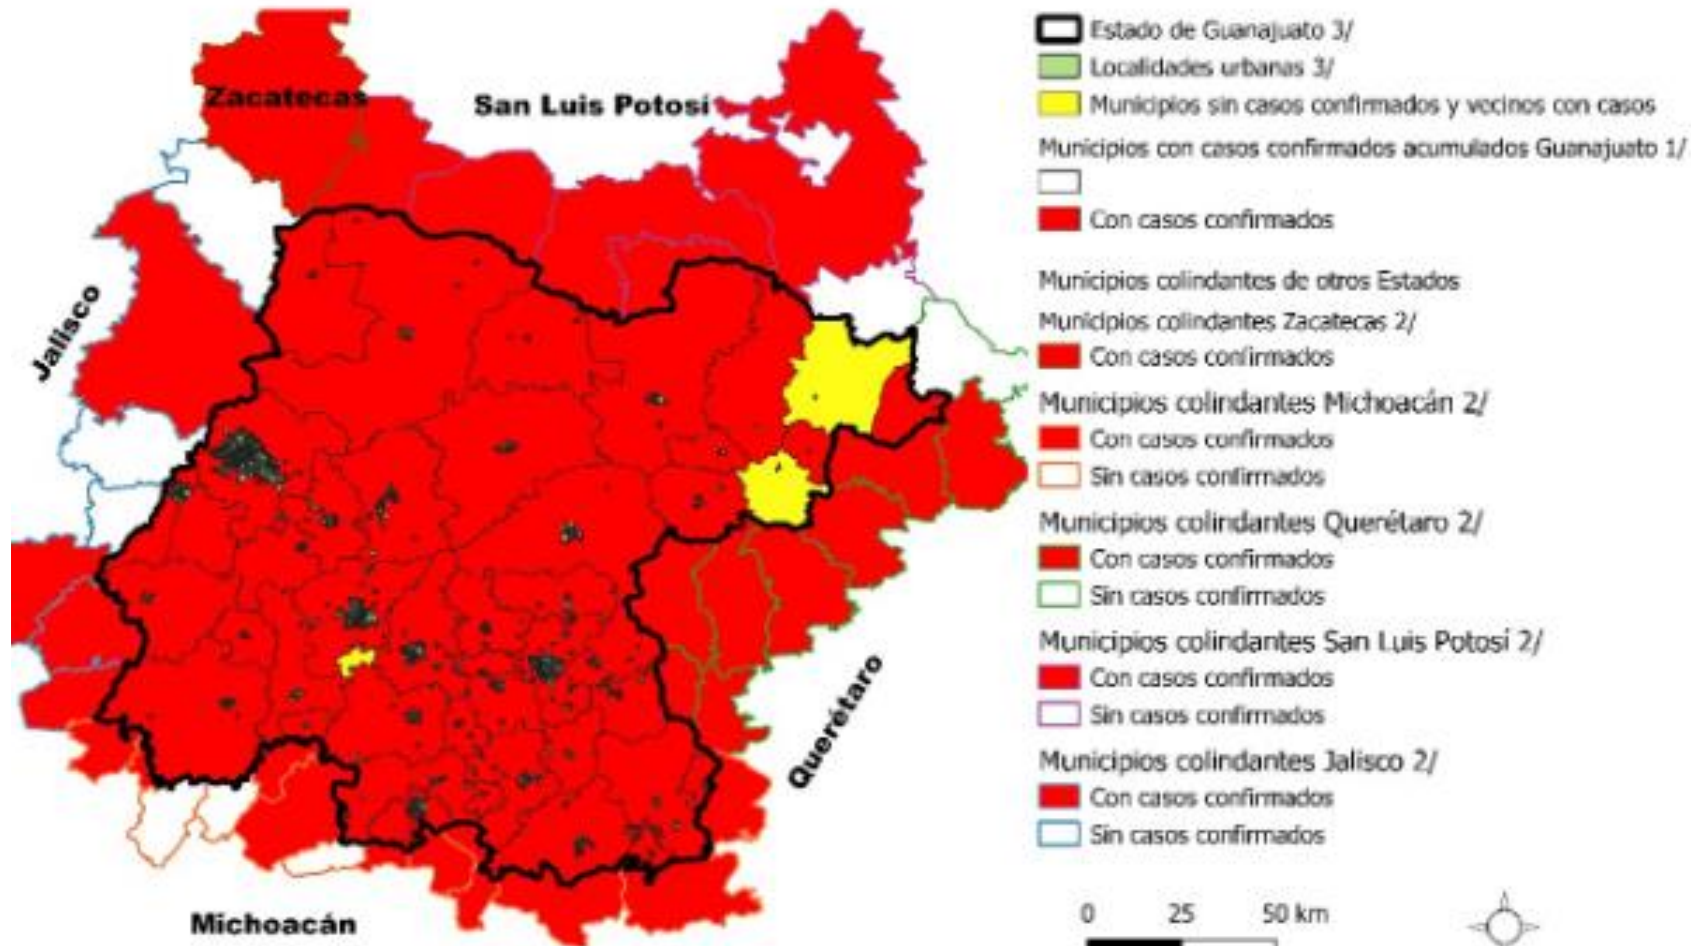 Zacatecas
San Luis Potosí
Jalisco
Querétaro
Michoacán
Estado de Guanajuato 3/
Localidades urbanas 3/
Municipios sin casos confirmados y vecinos con casos
Municipios con casos confirmados acumulados Guanajuato 1/
Con casos confirmados
Municipios colindantes de otros Estados
Municipios colindantes Zacatecas 2/
Con casos confirmados
Municipios colindantes Michoacán 2/
Con casos confirmados
Sin casos confirmados
Municipios colindantes Querétaro 2/
Con casos confirmados
Sin casos confirmados
Municipios colindantes San Luis Potosí 2/
Con casos confirmados
Sin casos confirmados
Municipios colindantes Jalisco 2/
Con casos confirmados
Sin casos confirmados
0 25 50 km